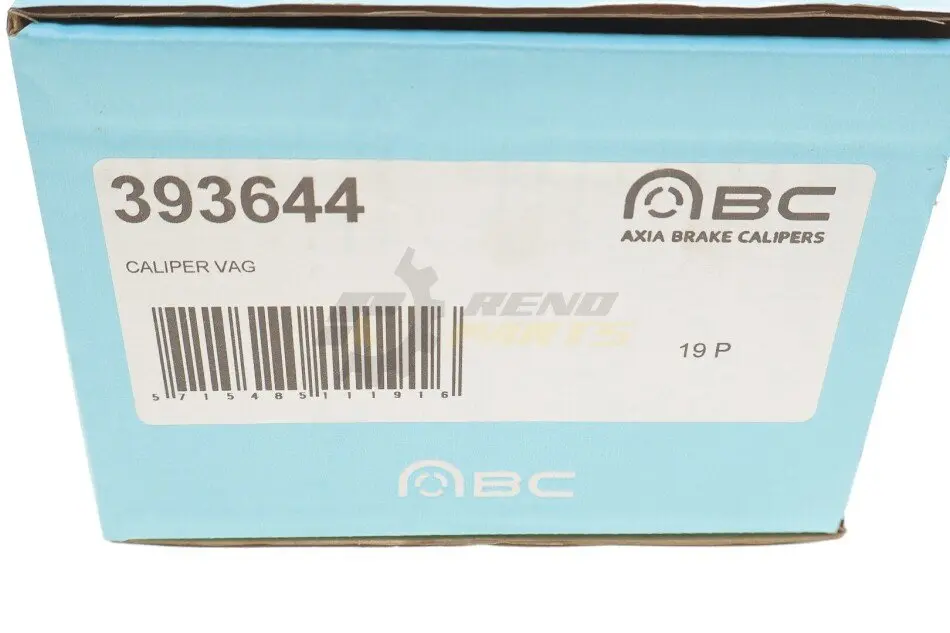 393644
ABC
AXIA BRAKE CALIPERS
CALIPER VAG
RENO
PARTS
19 P
5 715485 111916
ABC